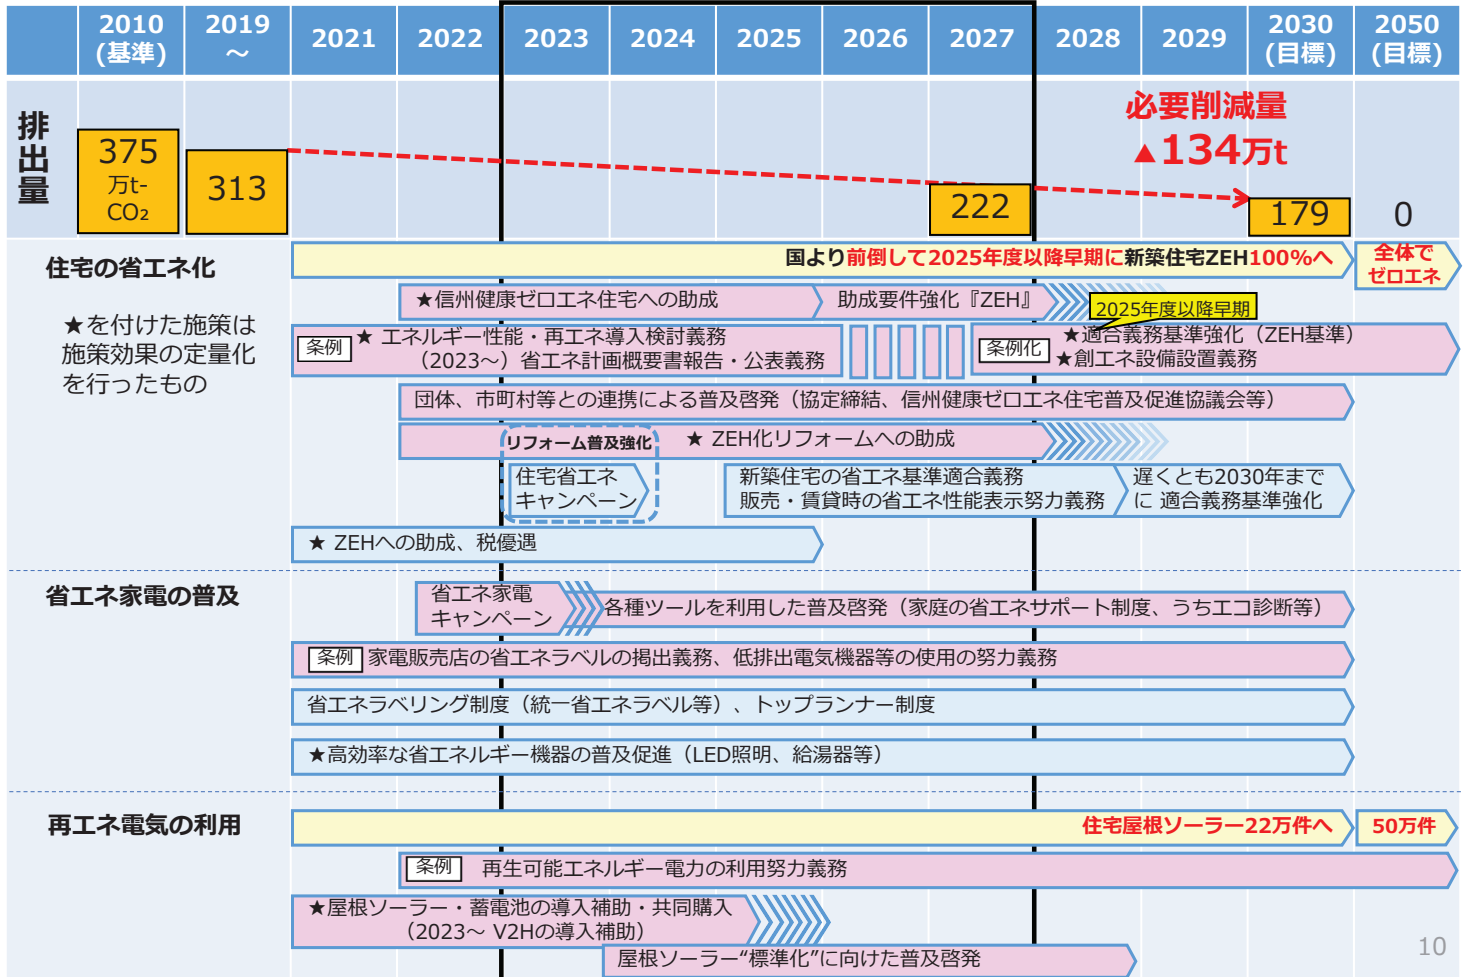 2010
(基準)
2019
～
2021
2022
2023
2024
2025
2026
2027
2028
2029
2030
(目標)
2050
(目標)
排出量
375
万t-
CO₂
313
222
必要削減量
▲134万t
179
0
住宅の省エネ化
★を付けた施策は
施策効果の定量化
を行ったもの
国より前倒して2025年度以降早期に新築住宅ZEH100%へ
全体で
ゼロエネ
★信州健康ゼロエネ住宅への助成
助成要件強化『ZEH』
2025年度以降早期
条例
★ エネルギー性能・再エネ導入検討義務
（2023～）省エネ計画概要書報告・公表義務
条例化
★適合義務基準強化（ZEH基準）
★創エネ設備設置義務
団体、市町村等との連携による普及啓発（協定締結、信州健康ゼロエネ住宅普及促進協議会等）
リフォーム普及強化
★ ZEH化リフォームへの助成
住宅省エネ
キャンペーン
新築住宅の省エネ基準適合義務
販売・賃貸時の省エネ性能表示努力義務
遅くとも2030年まで
に 適合義務基準強化
★ ZEHへの助成、税優遇
省エネ家電の普及
省エネ家電
キャンペーン
各種ツールを利用した普及啓発（家庭の省エネサポート制度、うちエコ診断等）
条例
家電販売店の省エネラベルの掲出義務、低排出電気機器等の使用の努力義務
省エネラベリング制度（統一省エネラベル等）、トップランナー制度
★高効率な省エネルギー機器の普及促進（LED照明、給湯器等）
再エネ電気の利用
住宅屋根ソーラー22万件へ
50万件
条例
再生可能エネルギー電力の利用努力義務
★屋根ソーラー・蓄電池の導入補助・共同購入
（2023～ V2Hの導入補助）
屋根ソーラー“標準化”に向けた普及啓発
10